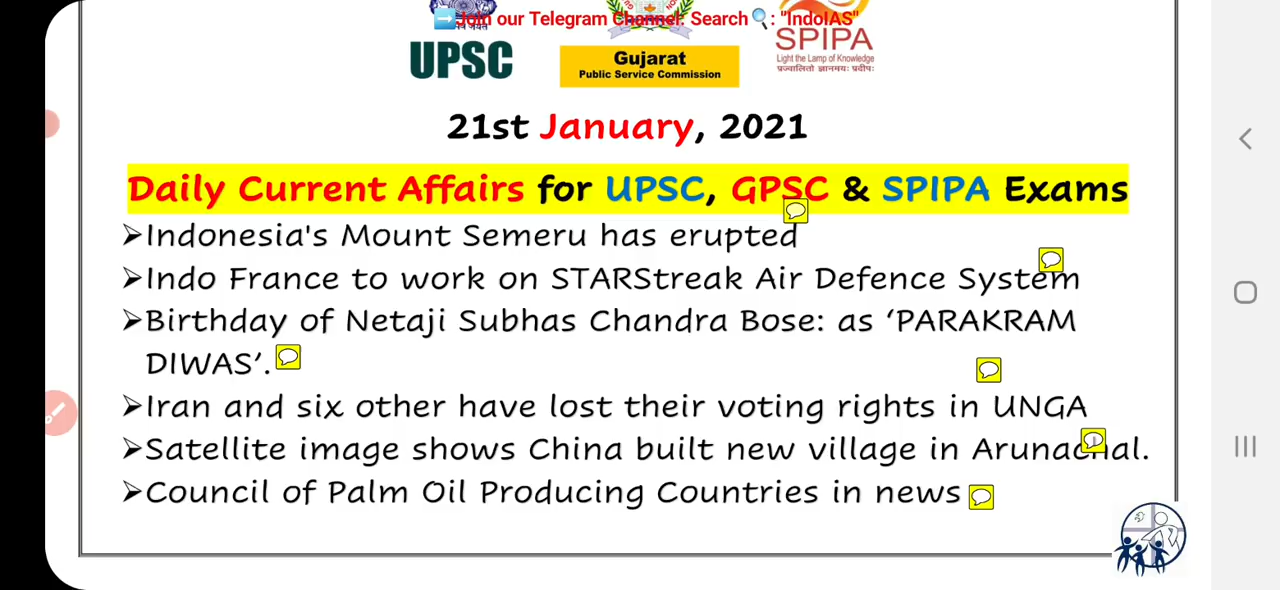 ➡️Join our Telegram Channel: Search🔍: "IndoIAS"
UPSC
Gujarat
Public Service Commission
SPIPA
Light the Lamp of Knowledge
प्रज्वालितो ज्ञानमयः प्रदीपः
21st January, 2021
Daily Current Affairs for UPSC, GPSC & SPIPA Exams
➢Indonesia's Mount Semeru has erupted
➢Indo France to work on STARStreak Air Defence System
➢Birthday of Netaji Subhas Chandra Bose: as ‘PARAKRAM
DIWAS’.
➢Iran and six other have lost their voting rights in UNGA
➢Satellite image shows China built new village in Arunachal.
➢Council of Palm Oil Producing Countries in news